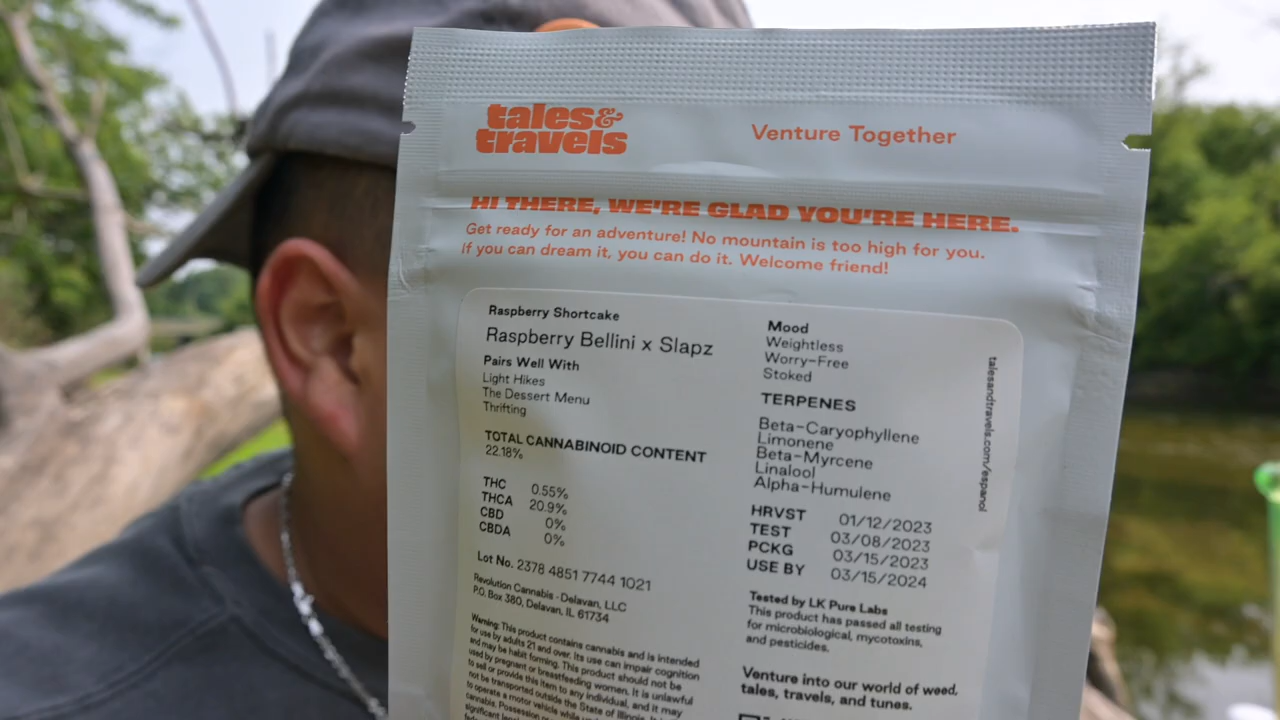 tales&
travels
Venture Together
HI THERE, WE'RE GLAD YOU'RE HERE.
Get ready for an adventure! No mountain is too high for you.
If you can dream it, you can do it. Welcome friend!
Raspberry Shortcake
Raspberry Bellini x Slapz
Pairs Well With
Light Hikes
The Dessert Menu
Thrifting
TOTAL CANNABINOID CONTENT
22.18%
THC 0.55%
THCA 20.9%
CBD 0%
CBDA 0%
Lot No. 2378 4851 7744 1021
Revolution Cannabis - Delavan, LLC
P.O. Box 380, Delavan, IL 61734
Warning: This product contains cannabis and is intended
for use by adults 21 and over. Its use can impair cognition
and may be habit forming. This product should not be
used by pregnant or breastfeeding women. It is unlawful
to sell or provide this item to any individual, and it may
not be transported outside the State of Illinois. It is
to operate a motor vehicle while
cannabis. Possession
significant
Mood
Weightless
Worry-Free
Stoked
TERPENES
Beta-Caryophyllene
Limonene
Beta-Myrcene
Linalool
Alpha-Humulene
HRVST 01/12/2023
TEST 03/08/2023
PCKG 03/15/2023
USE BY 03/15/2024
Tested by LK Pure Labs
This product has passed all testing
for microbiological, mycotoxins,
and pesticides.
Venture into our world of weed,
tales, travels, and tunes.
talesandtravels.com/espanol